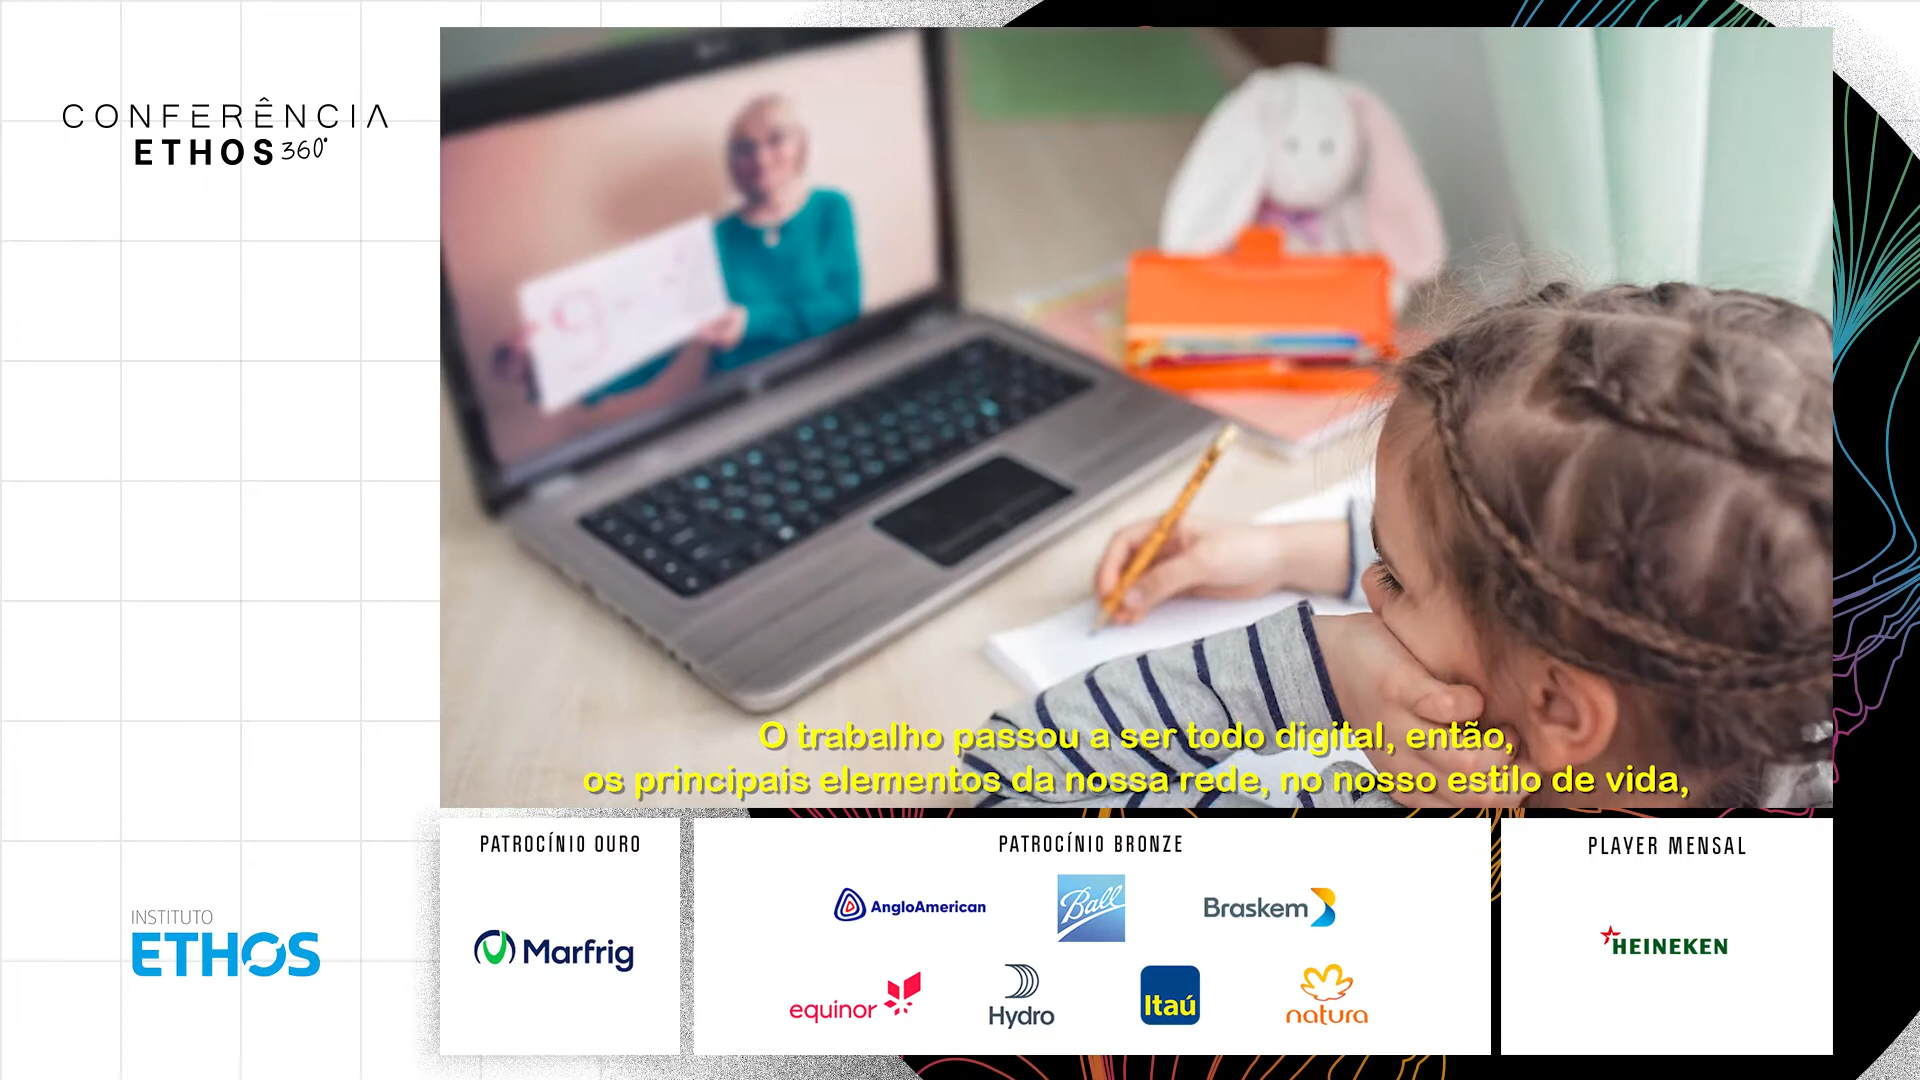 CONFERÊNCIA
ETHOS 360°
O trabalho passou a ser todo digital, então,
os principais elementos da nossa rede, no nosso estilo de vida,
INSTITUTO
ETHOS
PATROCÍNIO OURO
Marfrig
PATROCÍNIO BRONZE
AngloAmerican
Ball
Braskem
equinor
Hydro
Itaú
natura
PLAYER MENSAL
HEINEKEN